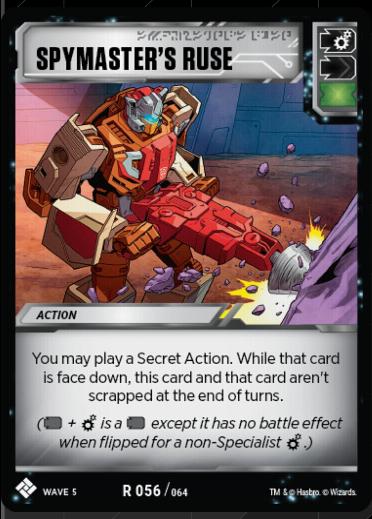 SPYMASTER'S RUSE
ACTION
You may play a Secret Action. While that card
is face down, this card and that card aren't
scrapped at the end of turns.
( + is a except it has no battle effect
when flipped for a non-Specialist .)
WAVE 5 R 056/064 TM & © Hasbro. © Wizards.